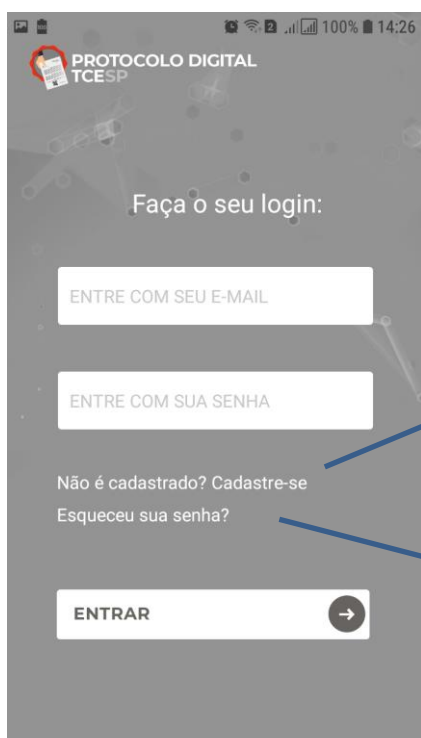 2 100% 14:26
PROTOCOLO DIGITAL
TCESP
Faça o seu login:
ENTRE COM SEU E-MAIL
ENTRE COM SUA SENHA
Não é cadastrado? Cadastre-se
Esqueceu sua senha?
ENTRAR